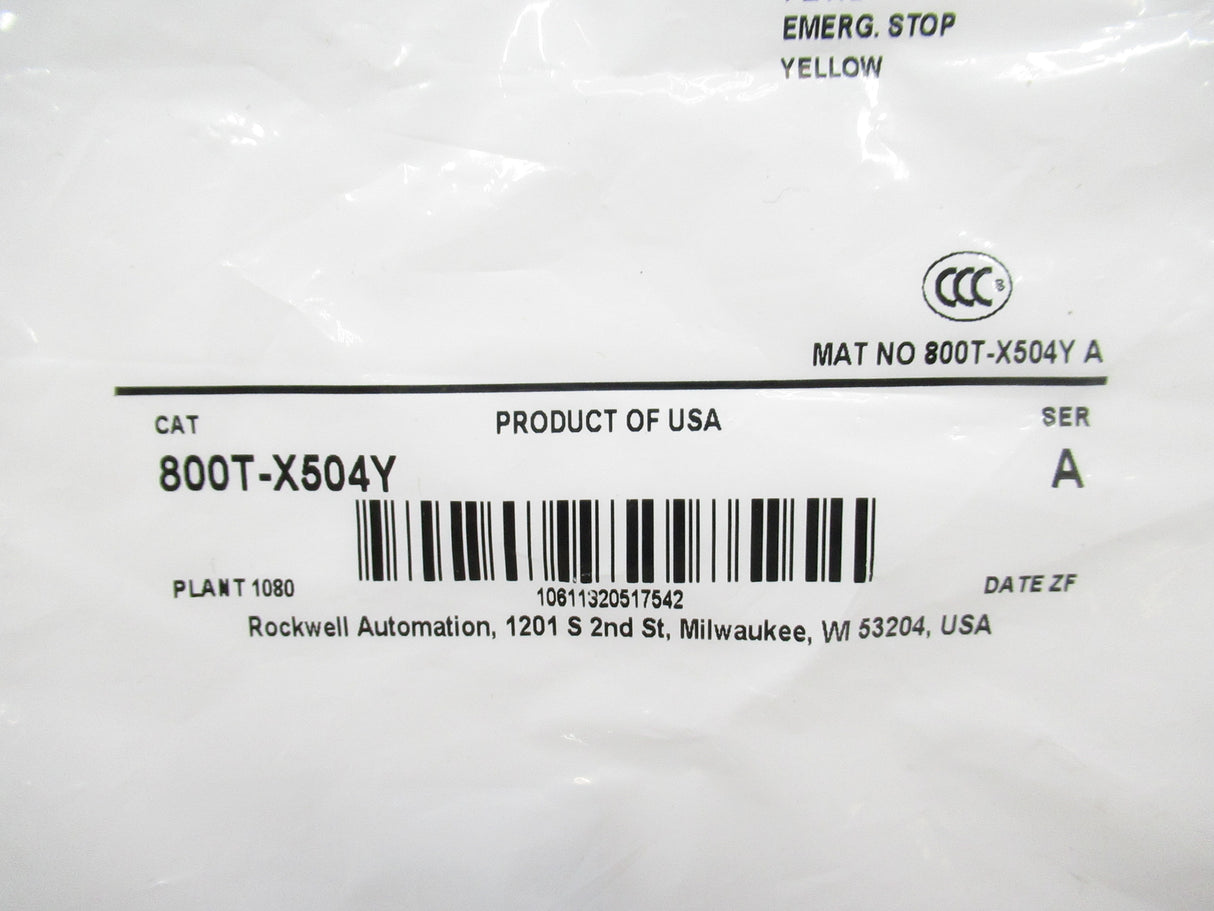 EMERG. STOP
YELLOW
CCC
MAT NO 800T-X504Y A
CAT PRODUCT OF USA SER
800T-X504Y A
PLANT 1080 10611320517542 DATE ZF
Rockwell Automation, 1201 S 2nd St, Milwaukee, WI 53204, USA